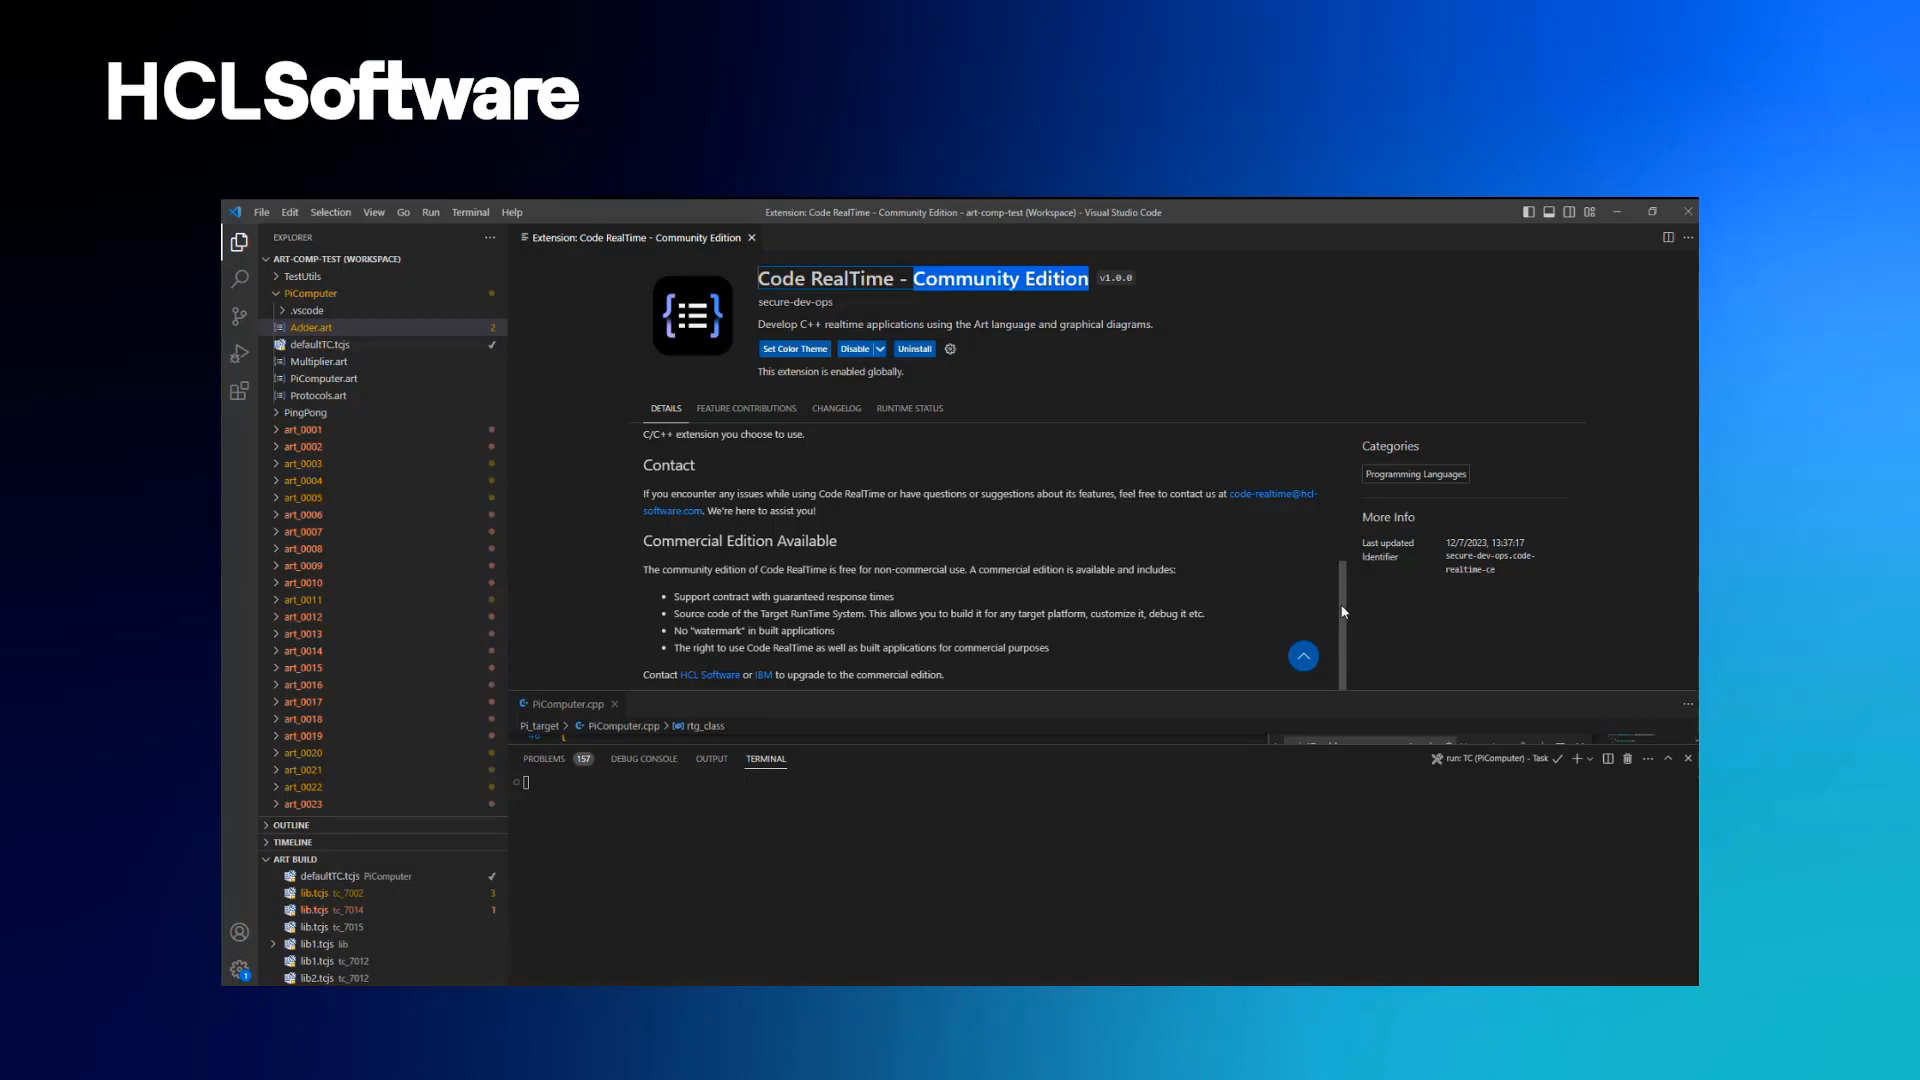 HCLSoftware
File Edit Selection View Go Run Terminal Help
Extension: Code RealTime - Community Edition - art-comp-test (Workspace) - Visual Studio Code
EXPLORER
ART-COMP-TEST (WORKSPACE)
TestUtils
PiComputer
.vscode
Adder.art 2
defaultTC.tcjs
Multiplier.art
PiComputer.art
Protocols.art
PingPong
art_0001
art_0002
art_0003
art_0004
art_0005
art_0006
art_0007
art_0008
art_0009
art_0010
art_0011
art_0012
art_0013
art_0014
art_0015
art_0016
art_0017
art_0018
art_0019
art_0020
art_0021
art_0022
art_0023
OUTLINE
TIMELINE
ART BUILD
defaultTC.tcjs PiComputer
lib.tcjs tc_7002 3
lib.tcjs tc_7014 1
lib.tcjs tc_7015
lib1.tcjs lib
lib1.tcjs tc_7012
lib2.tcjs tc_7012
1
Extension: Code RealTime - Community Edition
Code RealTime - Community Edition v1.0.0
secure-dev-ops
Develop C++ realtime applications using the Art language and graphical diagrams.
Set Color Theme Disable Uninstall
This extension is enabled globally.
DETAILS FEATURE CONTRIBUTIONS CHANGELOG RUNTIME STATUS
C/C++ extension you choose to use.
Contact
If you encounter any issues while using Code RealTime or have questions or suggestions about its features, feel free to contact us at code-realtime@hcl-
software.com. We're here to assist you!
Commercial Edition Available
The community edition of Code RealTime is free for non-commercial use. A commercial edition is available and includes:
Support contract with guaranteed response times
Source code of the Target RunTime System. This allows you to build it for any target platform, customize it, debug it etc.
No "watermark" in built applications
The right to use Code RealTime as well as built applications for commercial purposes
Contact HCL Software or IBM to upgrade to the commercial edition.
Categories
Programming Languages
More Info
Last updated 12/7/2023, 13:37:17
Identifier secure-dev-ops.code-
realtime-ce
PiComputer.cpp
Pi_target > PiComputer.cpp > rtg_class
PROBLEMS 157 DEBUG CONSOLE OUTPUT TERMINAL
run: TC (PiComputer) - Task